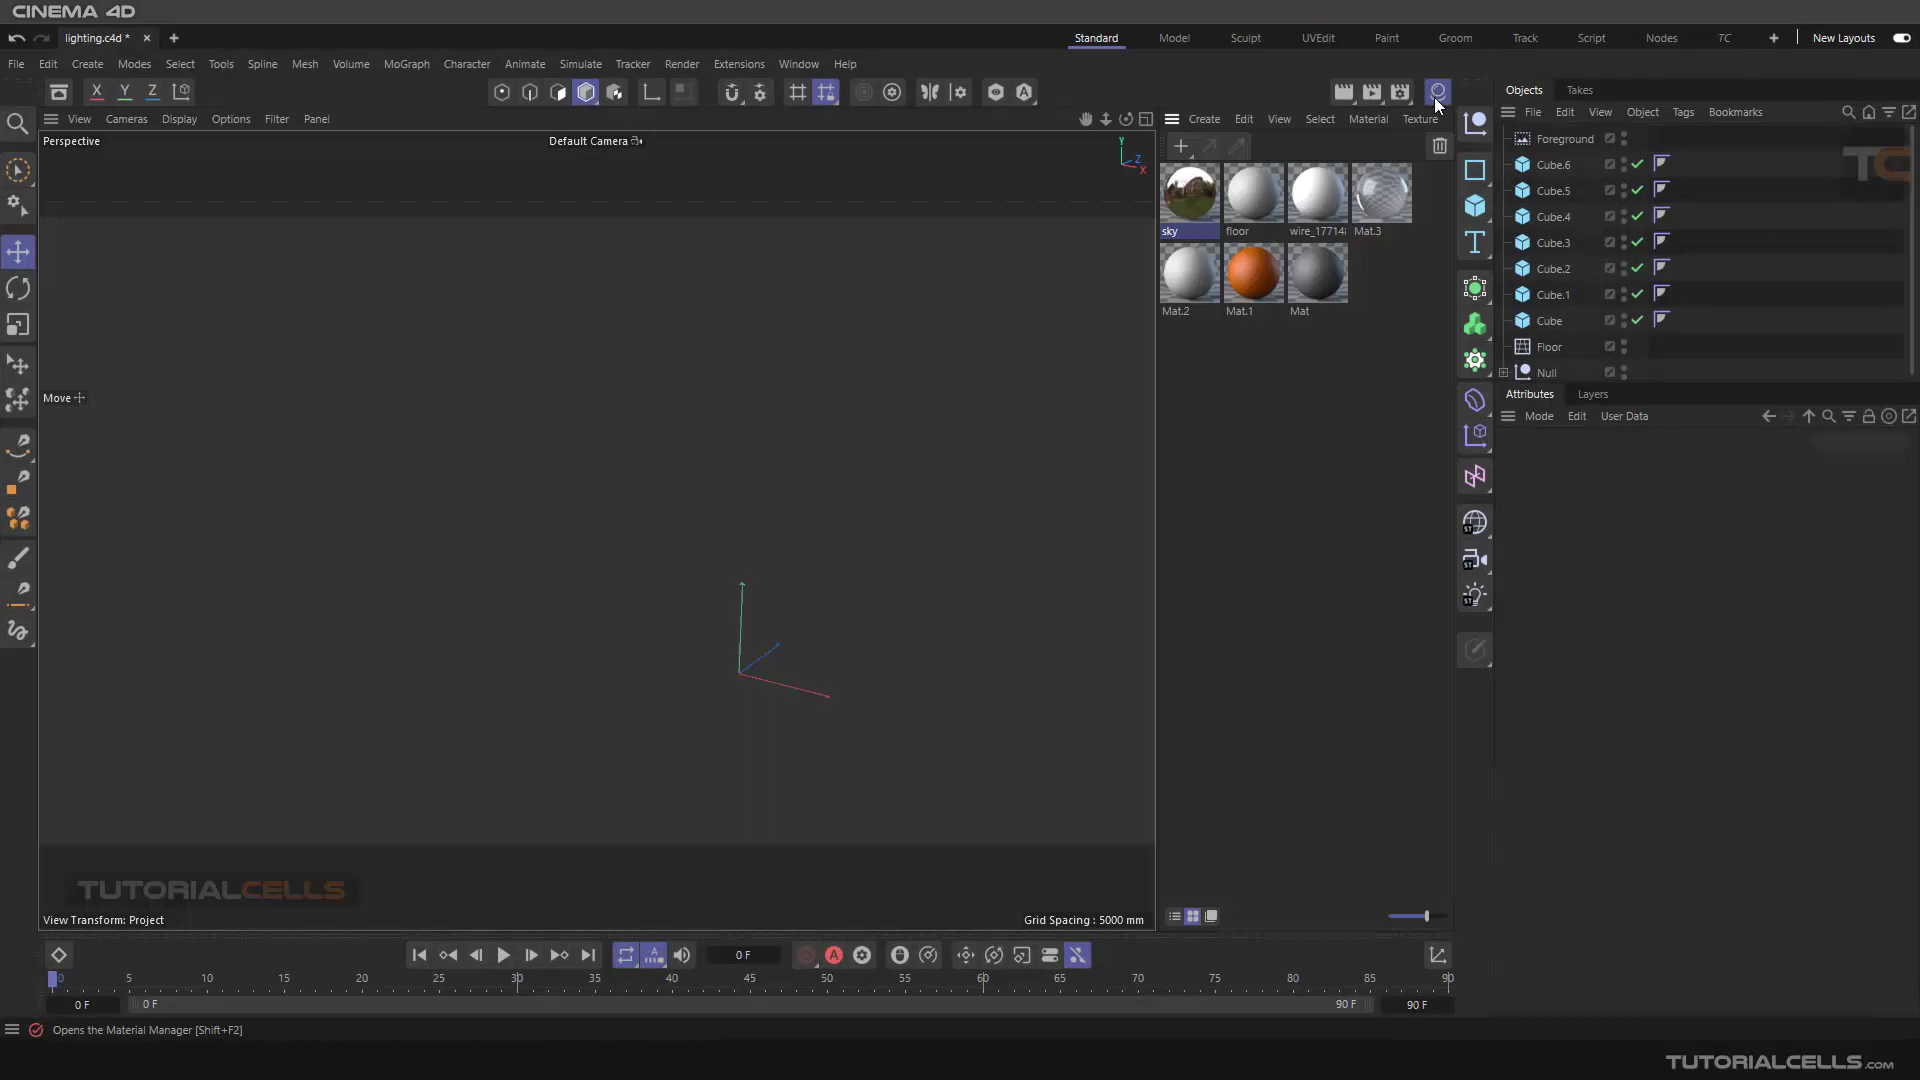 CINEMA 4D
lighting.c4d *
Standard Model Sculpt UVEdit Paint Groom Track Script Nodes TC New Layouts
File Edit Create Modes Select Tools Spline Mesh Volume MoGraph Character Animate Simulate Tracker Render Extensions Window Help
X Y Z
Objects Takes
View Cameras Display Options Filter Panel
Create Edit View Select Material Texture
File Edit View Object Tags Bookmarks
Perspective
Default Camera
Y
Z
X
Foreground
Cube.6
Cube.5
Cube.4
Cube.3
Cube.2
Cube.1
Cube
Floor
Null
TC
sky floor wire_17714 Mat.3
Mat.2 Mat.1 Mat
Attributes Layers
Mode Edit User Data
Move
ST
ST
ST
TUTORIALCELLS
View Transform: Project
Grid Spacing : 5000 mm
0 F
0 5 10 15 20 25 30 35 40 45 50 55 60 65 70 75 80 85 90
0 F 0 F 90 F 90 F
Opens the Material Manager [Shift+F2]
TUTORIALCELLS.com